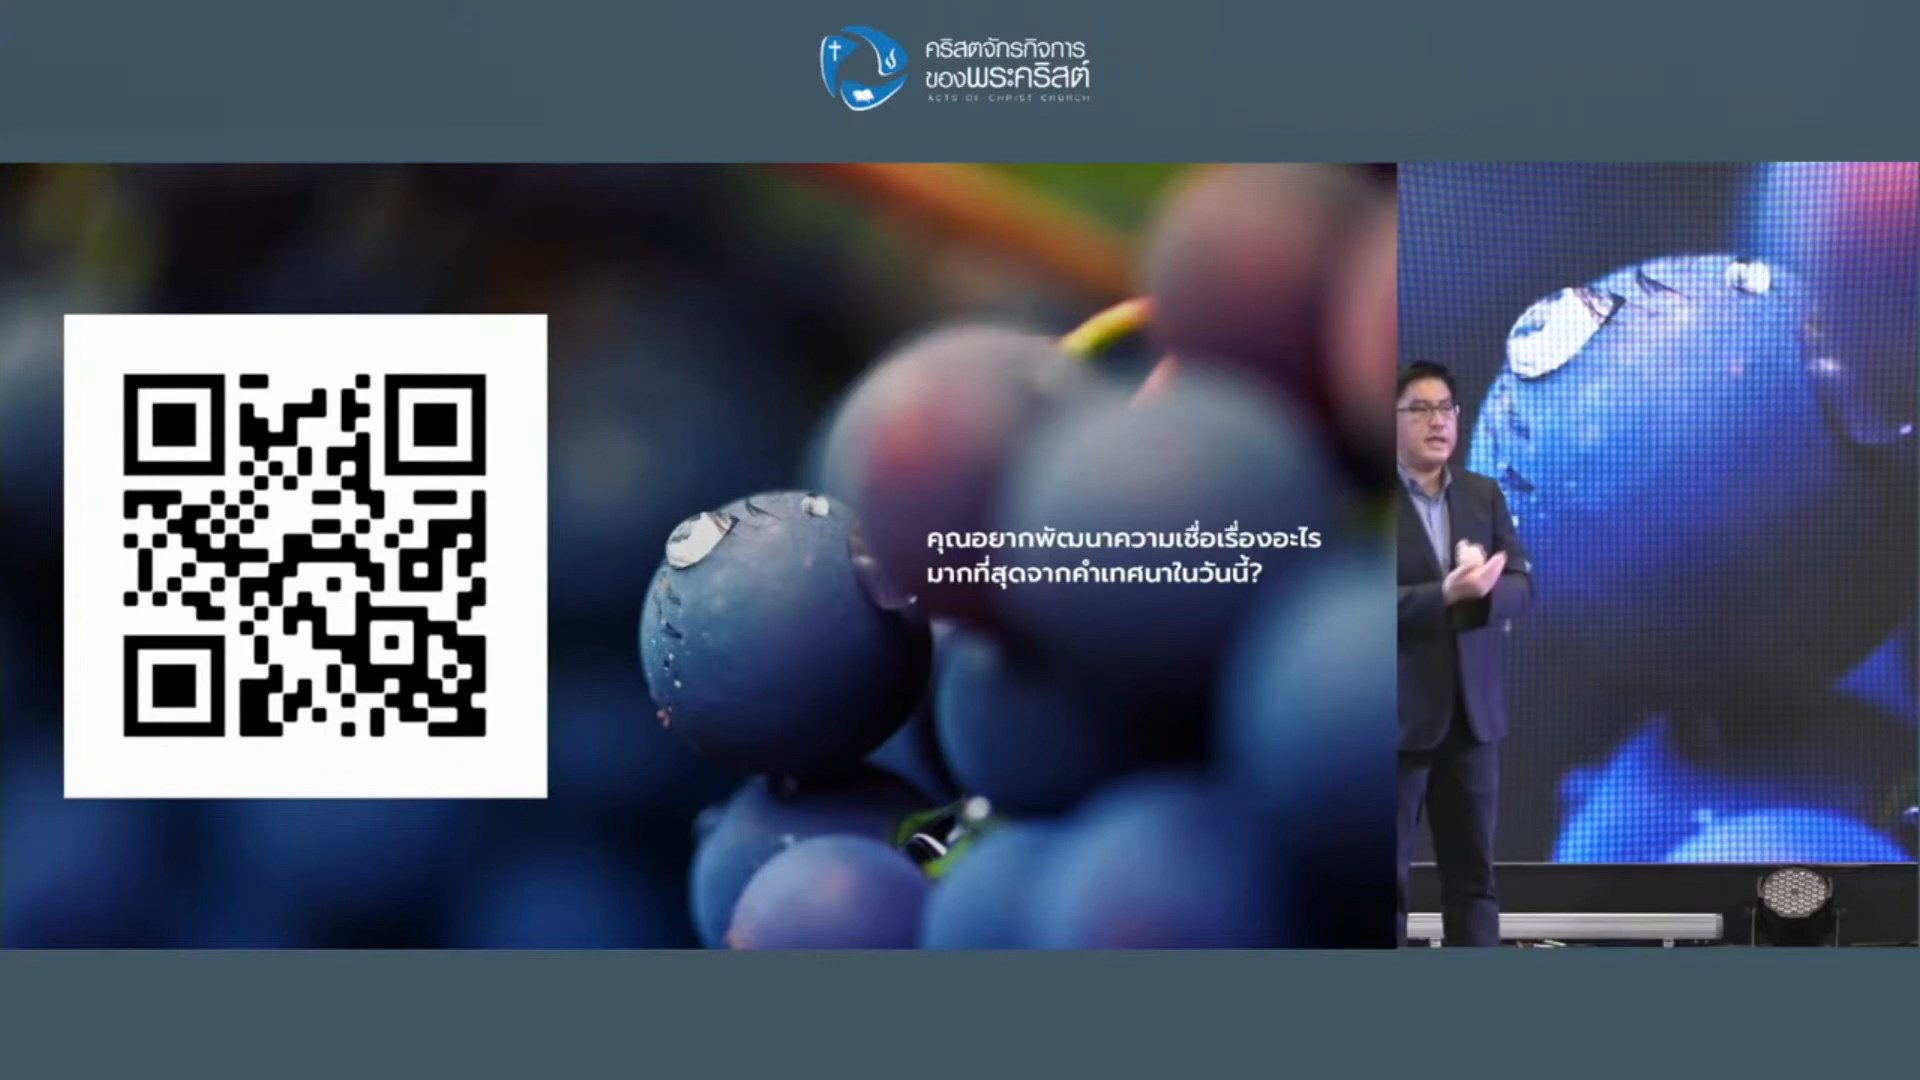 คริสตจักรกิจการ
ของพระคริสต์
ACTS OF CHRIST CHURCH
คุณอยากพัฒนาความเชื่อเรื่องอะไร
มากที่สุดจากคำเทศนาในวันนี้?